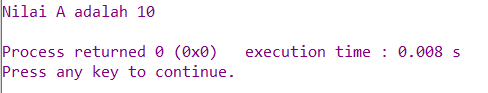 Nilai A adalah 10
Process returned 0 (0x0)   execution time : 0.008 s
Press any key to continue.